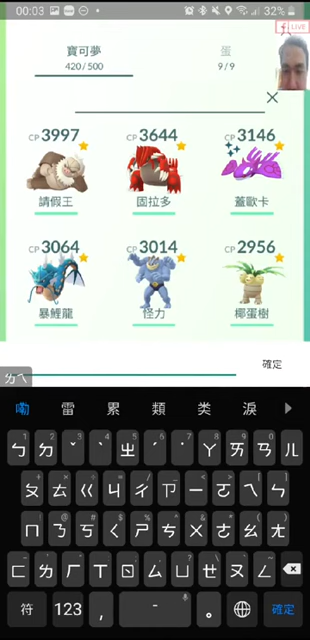 00:03 32%
LIVE
寶可夢 蛋
420/500 9/9
CP3997 CP3644 CP3146
請假王 固拉多 蓋歐卡
CP3064 CP3014 CP2956
暴鯉龍 怪力 椰蛋樹
確定
ㄌㄟ
嘞 雷 累 類 类 淚
ㄅ ㄉ ˇ ˋ ㄓ ˊ ˙ ㄚ ㄞ ㄢ ㄦ
ㄆ ㄊ ㄍ ㄐ ㄔ ㄗ ㄧ ㄛ ㄟ ㄣ
ㄇ ㄋ ㄎ ㄑ ㄕ ㄘ ㄨ ㄜ ㄠ ㄤ
ㄈ ㄌ ㄏ ㄒ ㄖ ㄙ ㄩ ㄝ ㄡ ㄥ
符 123 , 。 確定